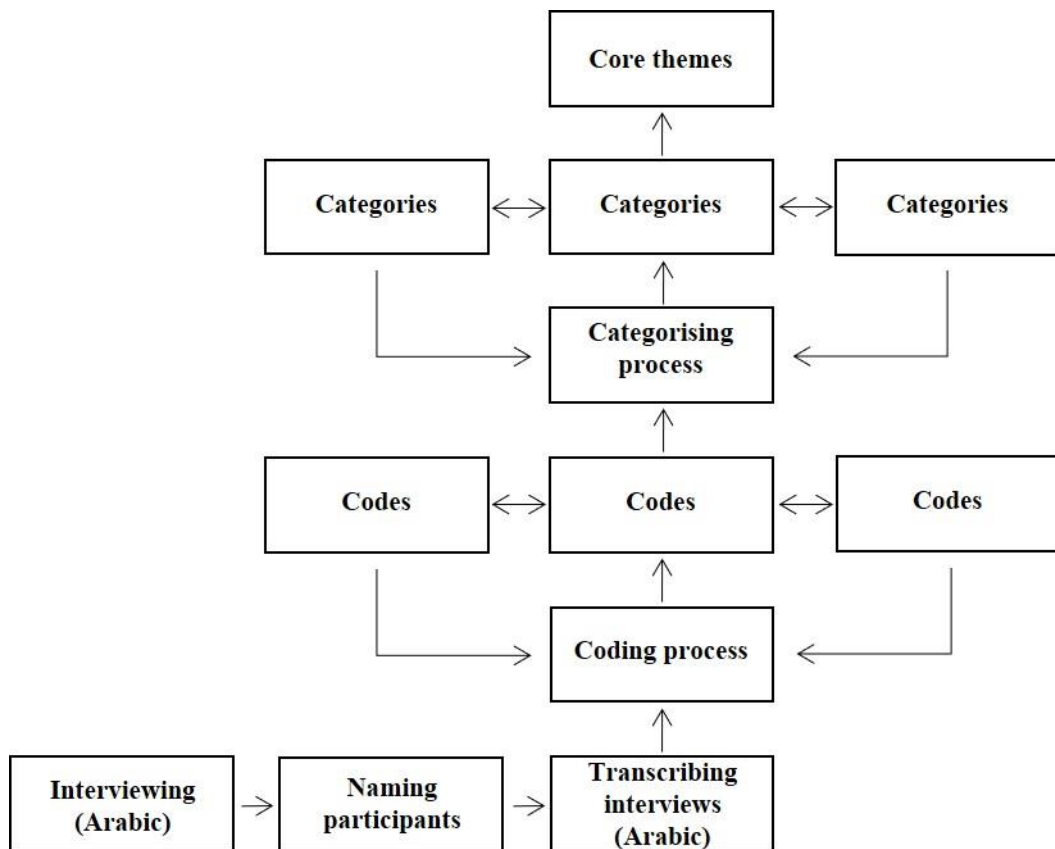 Core themes
Categories
Categories
Categories
Categorising
process
Codes
Codes
Codes
Coding process
Interviewing
(Arabic)
Naming
participants
Transcribing
interviews
(Arabic)